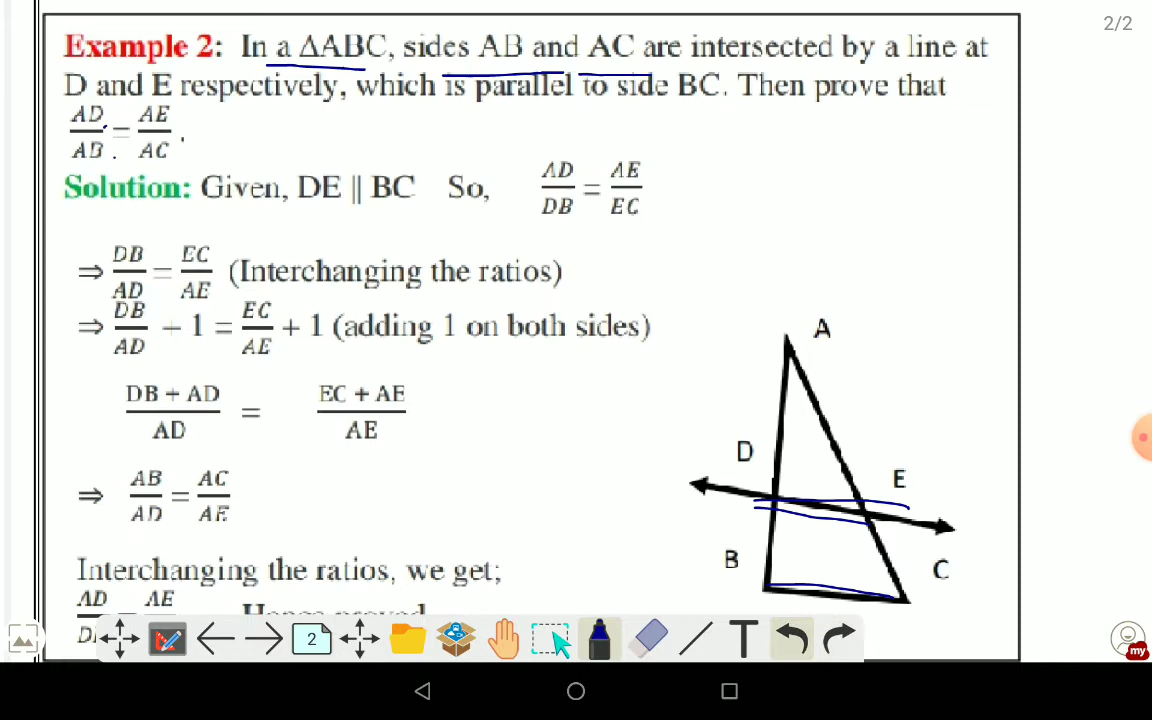 2/2
Example 2: In a ΔABC, sides AB and AC are intersected by a line at
D and E respectively, which is parallel to side BC. Then prove that
AD/AB = AE/AC .
Solution: Given, DE || BC So, AD/DB = AE/EC
⇒ DB/AD = EC/AE (Interchanging the ratios)
⇒ DB/AD + 1 = EC/AE + 1 (adding 1 on both sides)
DB + AD/AD = EC + AE/AE
⇒ AB/AD = AC/AE
Interchanging the ratios, we get;
AD AE
A
D
E
B
C
2
T
my